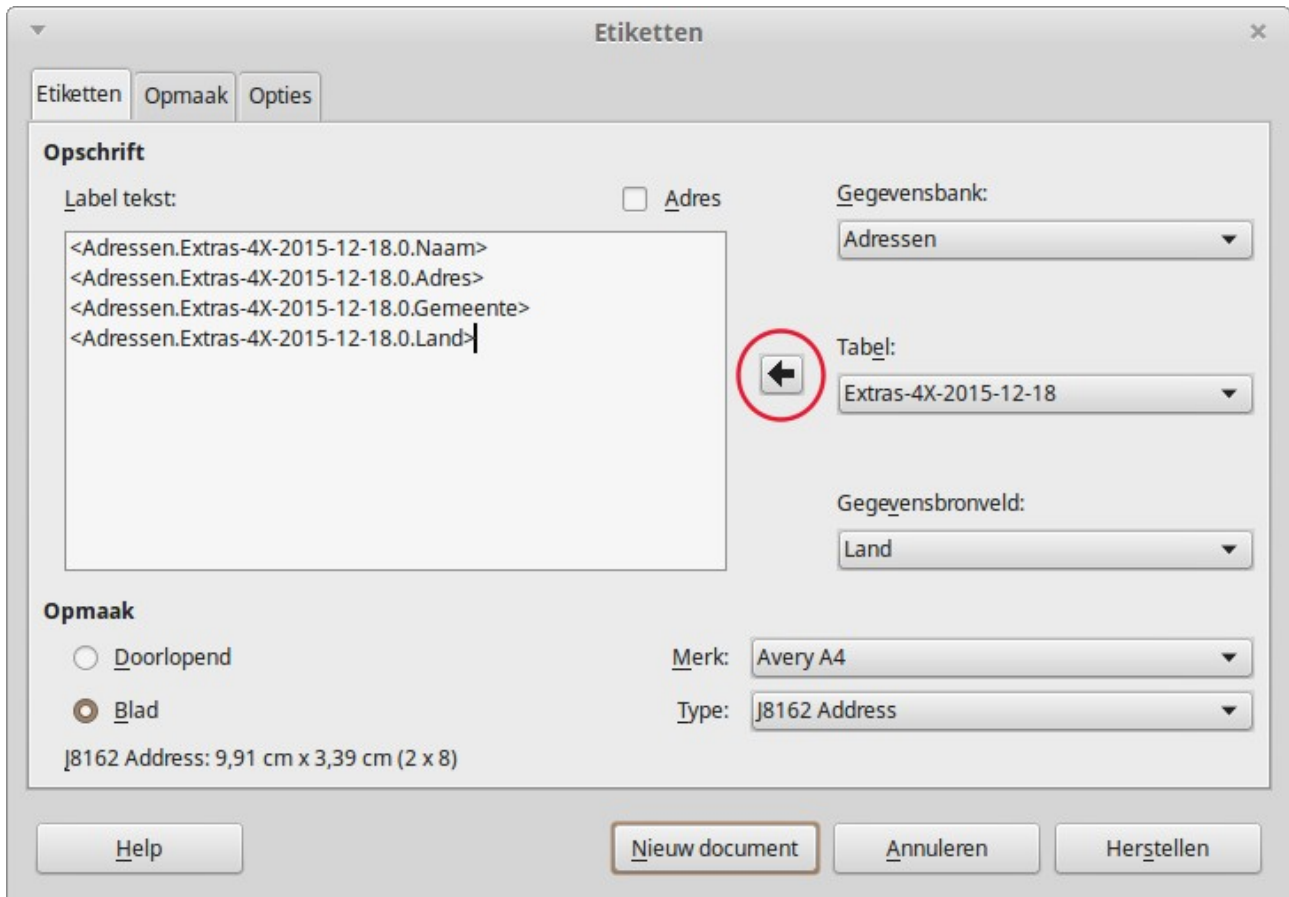 Etiketten
Etiketten Opmaak Opties
Opschrift
Label tekst:
Adres
<Adressen.Extras-4X-2015-12-18.0.Naam>
<Adressen.Extras-4X-2015-12-18.0.Adres>
<Adressen.Extras-4X-2015-12-18.0.Gemeente>
<Adressen.Extras-4X-2015-12-18.0.Land>
Gegevensbank:
Adressen
Tabel:
Extras-4X-2015-12-18
Gegevensbronveld:
Land
Opmaak
Doorlopend
Blad
Merk: Avery A4
Type: J8162 Address
J8162 Address: 9,91 cm x 3,39 cm (2 x 8)
Help Nieuw document Annuleren Herstellen